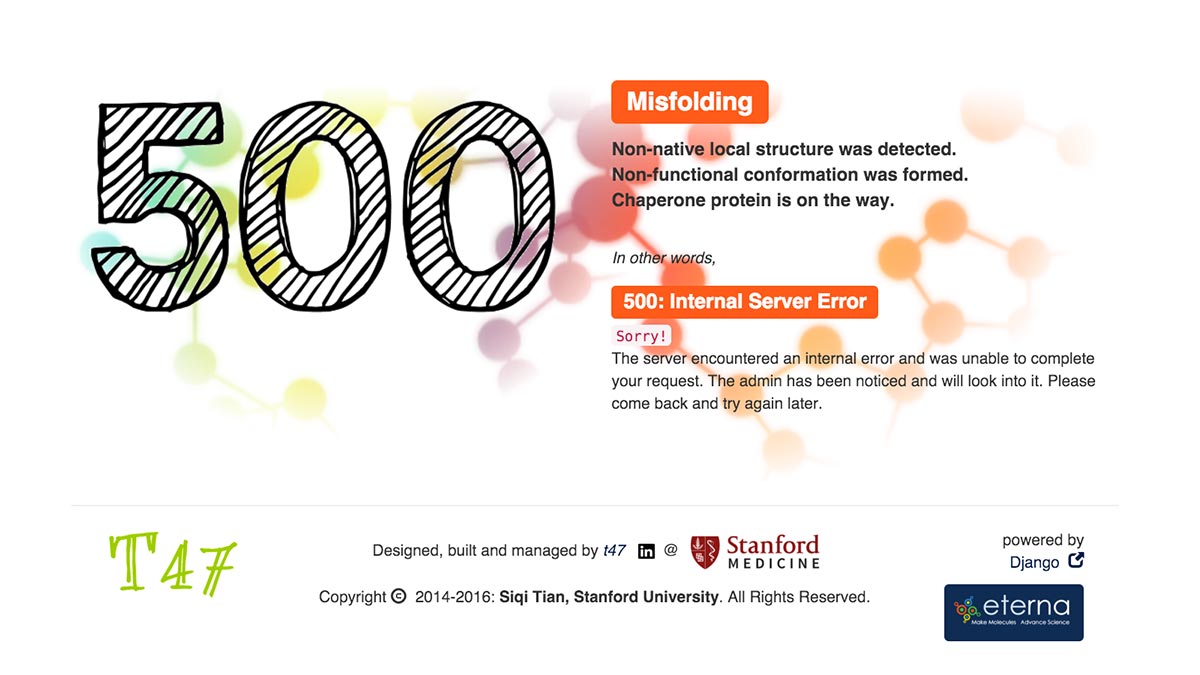 500
Misfolding
Non-native local structure was detected.
Non-functional conformation was formed.
Chaperone protein is on the way.
In other words,
500: Internal Server Error
Sorry!
The server encountered an internal error and was unable to complete
your request. The admin has been noticed and will look into it. Please
come back and try again later.
T47
Designed, built and managed by t47 in @ Stanford MEDICINE
Copyright © 2014-2016: Siqi Tian, Stanford University. All Rights Reserved.
powered by
Django
eterna
Make Molecules Advance Science